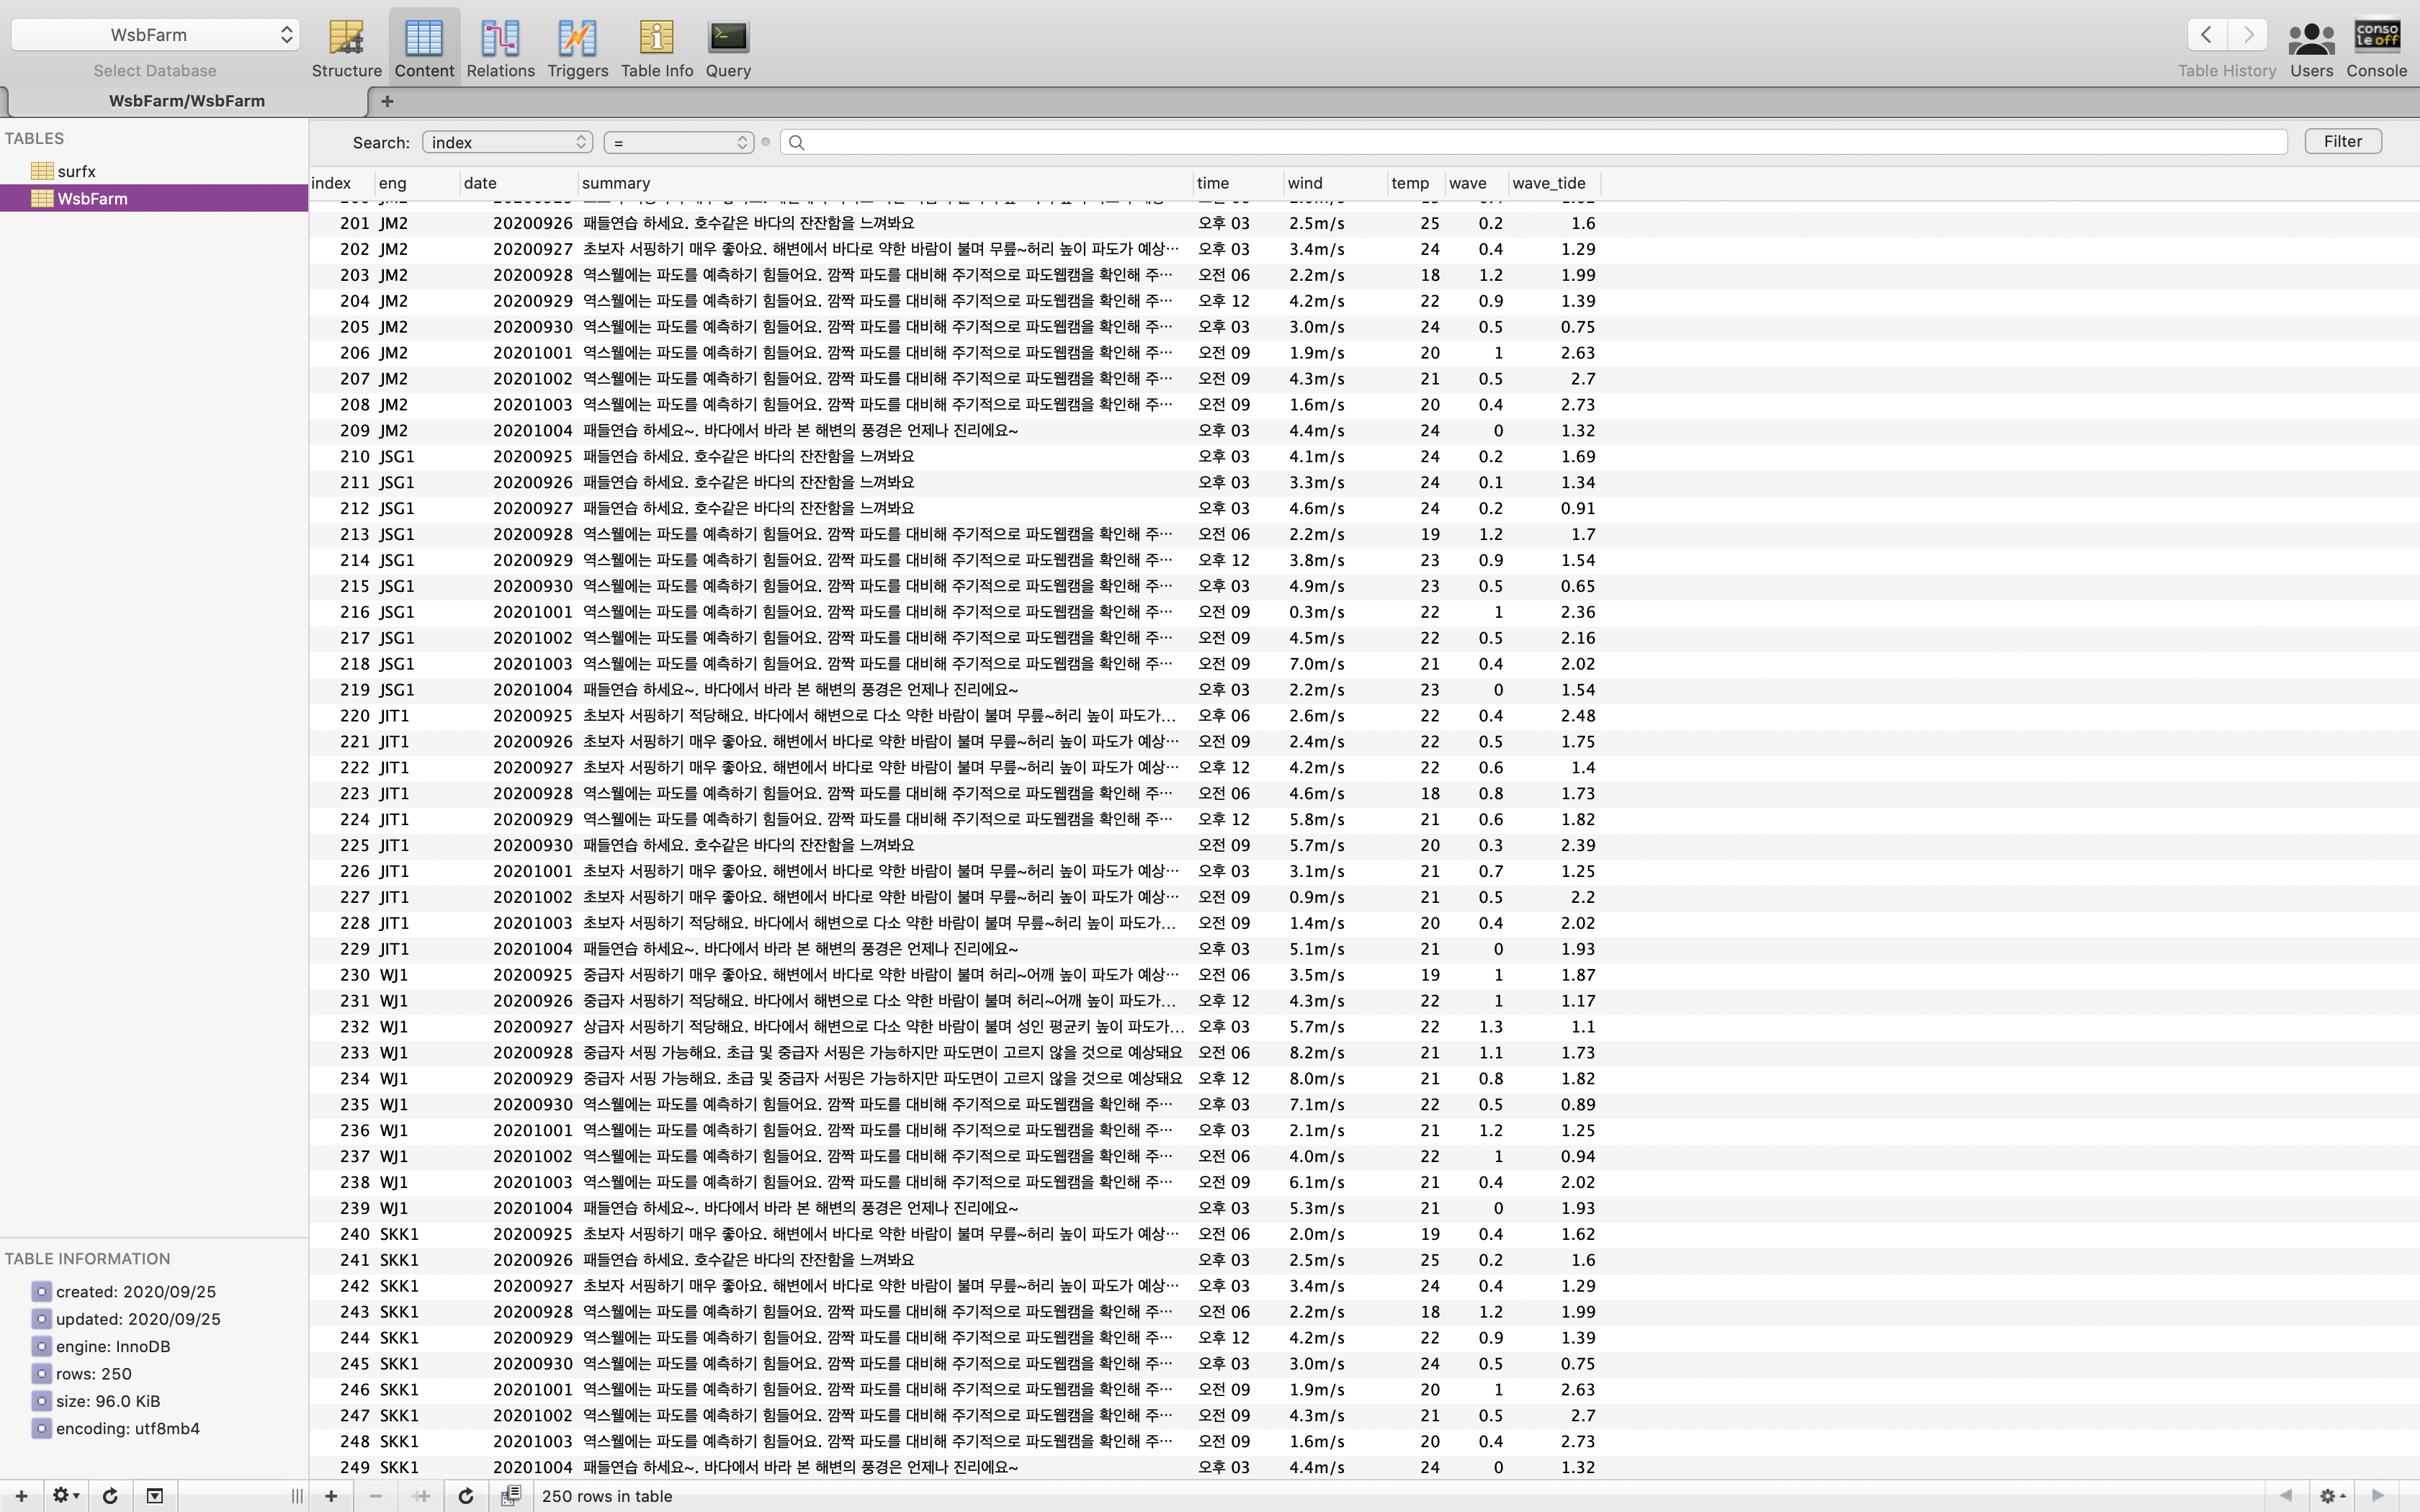 WsbFarm
Select Database
Structure Content Relations Triggers Table Info Query
conso
le off
Table History Users Console
WsbFarm/WsbFarm
TABLES
surfx
WsbFarm
Search: index = Filter
index eng date summary time wind temp wave wave_tide
201 JM2 20200926 패들연습 하세요. 호수같은 바다의 잔잔함을 느껴봐요 오후 03 2.5m/s 25 0.2 1.6
202 JM2 20200927 초보자 서핑하기 매우 좋아요. 해변에서 바다로 약한 바람이 불며 무릎~허리 높이 파도가 예상… 오후 03 3.4m/s 24 0.4 1.29
203 JM2 20200928 역스웰에는 파도를 예측하기 힘들어요. 깜짝 파도를 대비해 주기적으로 파도웹캠을 확인해 주… 오전 06 2.2m/s 18 1.2 1.99
204 JM2 20200929 역스웰에는 파도를 예측하기 힘들어요. 깜짝 파도를 대비해 주기적으로 파도웹캠을 확인해 주… 오후 12 4.2m/s 22 0.9 1.39
205 JM2 20200930 역스웰에는 파도를 예측하기 힘들어요. 깜짝 파도를 대비해 주기적으로 파도웹캠을 확인해 주… 오후 03 3.0m/s 24 0.5 0.75
206 JM2 20201001 역스웰에는 파도를 예측하기 힘들어요. 깜짝 파도를 대비해 주기적으로 파도웹캠을 확인해 주… 오전 09 1.9m/s 20 1 2.63
207 JM2 20201002 역스웰에는 파도를 예측하기 힘들어요. 깜짝 파도를 대비해 주기적으로 파도웹캠을 확인해 주… 오전 09 4.3m/s 21 0.5 2.7
208 JM2 20201003 역스웰에는 파도를 예측하기 힘들어요. 깜짝 파도를 대비해 주기적으로 파도웹캠을 확인해 주… 오전 09 1.6m/s 20 0.4 2.73
209 JM2 20201004 패들연습 하세요~. 바다에서 바라 본 해변의 풍경은 언제나 진리에요~ 오후 03 4.4m/s 24 0 1.32
210 JSG1 20200925 패들연습 하세요. 호수같은 바다의 잔잔함을 느껴봐요 오후 03 4.1m/s 24 0.2 1.69
211 JSG1 20200926 패들연습 하세요. 호수같은 바다의 잔잔함을 느껴봐요 오후 03 3.3m/s 24 0.1 1.34
212 JSG1 20200927 패들연습 하세요. 호수같은 바다의 잔잔함을 느껴봐요 오후 03 4.6m/s 24 0.2 0.91
213 JSG1 20200928 역스웰에는 파도를 예측하기 힘들어요. 깜짝 파도를 대비해 주기적으로 파도웹캠을 확인해 주… 오전 06 2.2m/s 19 1.2 1.7
214 JSG1 20200929 역스웰에는 파도를 예측하기 힘들어요. 깜짝 파도를 대비해 주기적으로 파도웹캠을 확인해 주… 오후 12 3.8m/s 23 0.9 1.54
215 JSG1 20200930 역스웰에는 파도를 예측하기 힘들어요. 깜짝 파도를 대비해 주기적으로 파도웹캠을 확인해 주… 오후 03 4.9m/s 23 0.5 0.65
216 JSG1 20201001 역스웰에는 파도를 예측하기 힘들어요. 깜짝 파도를 대비해 주기적으로 파도웹캠을 확인해 주… 오전 09 0.3m/s 22 1 2.36
217 JSG1 20201002 역스웰에는 파도를 예측하기 힘들어요. 깜짝 파도를 대비해 주기적으로 파도웹캠을 확인해 주… 오전 09 4.5m/s 22 0.5 2.16
218 JSG1 20201003 역스웰에는 파도를 예측하기 힘들어요. 깜짝 파도를 대비해 주기적으로 파도웹캠을 확인해 주… 오전 09 7.0m/s 21 0.4 2.02
219 JSG1 20201004 패들연습 하세요~. 바다에서 바라 본 해변의 풍경은 언제나 진리에요~ 오후 03 2.2m/s 23 0 1.54
220 JIT1 20200925 초보자 서핑하기 적당해요. 바다에서 해변으로 다소 약한 바람이 불며 무릎~허리 높이 파도가... 오후 06 2.6m/s 22 0.4 2.48
221 JIT1 20200926 초보자 서핑하기 매우 좋아요. 해변에서 바다로 약한 바람이 불며 무릎~허리 높이 파도가 예상… 오전 09 2.4m/s 22 0.5 1.75
222 JIT1 20200927 초보자 서핑하기 매우 좋아요. 해변에서 바다로 약한 바람이 불며 무릎~허리 높이 파도가 예상… 오후 12 4.2m/s 22 0.6 1.4
223 JIT1 20200928 역스웰에는 파도를 예측하기 힘들어요. 깜짝 파도를 대비해 주기적으로 파도웹캠을 확인해 주… 오전 06 4.6m/s 18 0.8 1.73
224 JIT1 20200929 역스웰에는 파도를 예측하기 힘들어요. 깜짝 파도를 대비해 주기적으로 파도웹캠을 확인해 주… 오후 12 5.8m/s 21 0.6 1.82
225 JIT1 20200930 패들연습 하세요. 호수같은 바다의 잔잔함을 느껴봐요 오전 09 5.7m/s 20 0.3 2.39
226 JIT1 20201001 초보자 서핑하기 매우 좋아요. 해변에서 바다로 약한 바람이 불며 무릎~허리 높이 파도가 예상… 오후 03 3.1m/s 21 0.7 1.25
227 JIT1 20201002 초보자 서핑하기 매우 좋아요. 해변에서 바다로 약한 바람이 불며 무릎~허리 높이 파도가 예상… 오전 09 0.9m/s 21 0.5 2.2
228 JIT1 20201003 초보자 서핑하기 적당해요. 바다에서 해변으로 다소 약한 바람이 불며 무릎~허리 높이 파도가... 오전 09 1.4m/s 20 0.4 2.02
229 JIT1 20201004 패들연습 하세요~. 바다에서 바라 본 해변의 풍경은 언제나 진리에요~ 오후 03 5.1m/s 21 0 1.93
230 WJ1 20200925 중급자 서핑하기 매우 좋아요. 해변에서 바다로 약한 바람이 불며 허리~어깨 높이 파도가 예상… 오전 06 3.5m/s 19 1 1.87
231 WJ1 20200926 중급자 서핑하기 적당해요. 바다에서 해변으로 다소 약한 바람이 불며 허리~어깨 높이 파도가... 오후 12 4.3m/s 22 1 1.17
232 WJ1 20200927 상급자 서핑하기 적당해요. 바다에서 해변으로 다소 약한 바람이 불며 성인 평균키 높이 파도가... 오후 03 5.7m/s 22 1.3 1.1
233 WJ1 20200928 중급자 서핑 가능해요. 초급 및 중급자 서핑은 가능하지만 파도면이 고르지 않을 것으로 예상돼요 오전 06 8.2m/s 21 1.1 1.73
234 WJ1 20200929 중급자 서핑 가능해요. 초급 및 중급자 서핑은 가능하지만 파도면이 고르지 않을 것으로 예상돼요 오후 12 8.0m/s 21 0.8 1.82
235 WJ1 20200930 역스웰에는 파도를 예측하기 힘들어요. 깜짝 파도를 대비해 주기적으로 파도웹캠을 확인해 주… 오후 03 7.1m/s 22 0.5 0.89
236 WJ1 20201001 역스웰에는 파도를 예측하기 힘들어요. 깜짝 파도를 대비해 주기적으로 파도웹캠을 확인해 주… 오후 03 2.1m/s 21 1.2 1.25
237 WJ1 20201002 역스웰에는 파도를 예측하기 힘들어요. 깜짝 파도를 대비해 주기적으로 파도웹캠을 확인해 주… 오전 06 4.0m/s 22 1 0.94
238 WJ1 20201003 역스웰에는 파도를 예측하기 힘들어요. 깜짝 파도를 대비해 주기적으로 파도웹캠을 확인해 주… 오전 09 6.1m/s 21 0.4 2.02
239 WJ1 20201004 패들연습 하세요~. 바다에서 바라 본 해변의 풍경은 언제나 진리에요~ 오후 03 5.3m/s 21 0 1.93
240 SKK1 20200925 초보자 서핑하기 매우 좋아요. 해변에서 바다로 약한 바람이 불며 무릎~허리 높이 파도가 예상… 오전 06 2.0m/s 19 0.4 1.62
241 SKK1 20200926 패들연습 하세요. 호수같은 바다의 잔잔함을 느껴봐요 오후 03 2.5m/s 25 0.2 1.6
242 SKK1 20200927 초보자 서핑하기 매우 좋아요. 해변에서 바다로 약한 바람이 불며 무릎~허리 높이 파도가 예상… 오후 03 3.4m/s 24 0.4 1.29
243 SKK1 20200928 역스웰에는 파도를 예측하기 힘들어요. 깜짝 파도를 대비해 주기적으로 파도웹캠을 확인해 주… 오전 06 2.2m/s 18 1.2 1.99
244 SKK1 20200929 역스웰에는 파도를 예측하기 힘들어요. 깜짝 파도를 대비해 주기적으로 파도웹캠을 확인해 주… 오후 12 4.2m/s 22 0.9 1.39
245 SKK1 20200930 역스웰에는 파도를 예측하기 힘들어요. 깜짝 파도를 대비해 주기적으로 파도웹캠을 확인해 주… 오후 03 3.0m/s 24 0.5 0.75
246 SKK1 20201001 역스웰에는 파도를 예측하기 힘들어요. 깜짝 파도를 대비해 주기적으로 파도웹캠을 확인해 주… 오전 09 1.9m/s 20 1 2.63
247 SKK1 20201002 역스웰에는 파도를 예측하기 힘들어요. 깜짝 파도를 대비해 주기적으로 파도웹캠을 확인해 주… 오전 09 4.3m/s 21 0.5 2.7
248 SKK1 20201003 역스웰에는 파도를 예측하기 힘들어요. 깜짝 파도를 대비해 주기적으로 파도웹캠을 확인해 주… 오전 09 1.6m/s 20 0.4 2.73
249 SKK1 20201004 패들연습 하세요~. 바다에서 바라 본 해변의 풍경은 언제나 진리에요~ 오후 03 4.4m/s 24 0 1.32
TABLE INFORMATION
created: 2020/09/25
updated: 2020/09/25
engine: InnoDB
rows: 250
size: 96.0 KiB
encoding: utf8mb4
250 rows in table